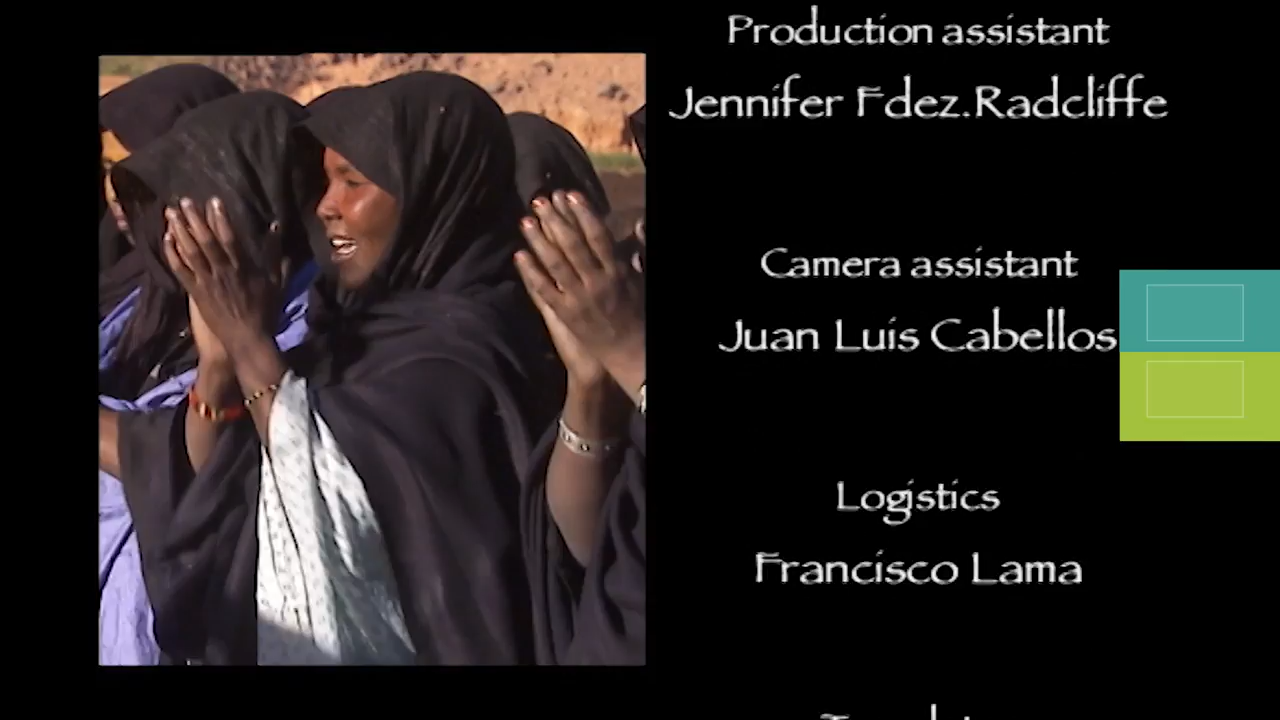 Production assistant
Jennifer Fdez.Radcliffe
Camera assistant
Juan Luis Cabellos
Logistics
Francisco Lama